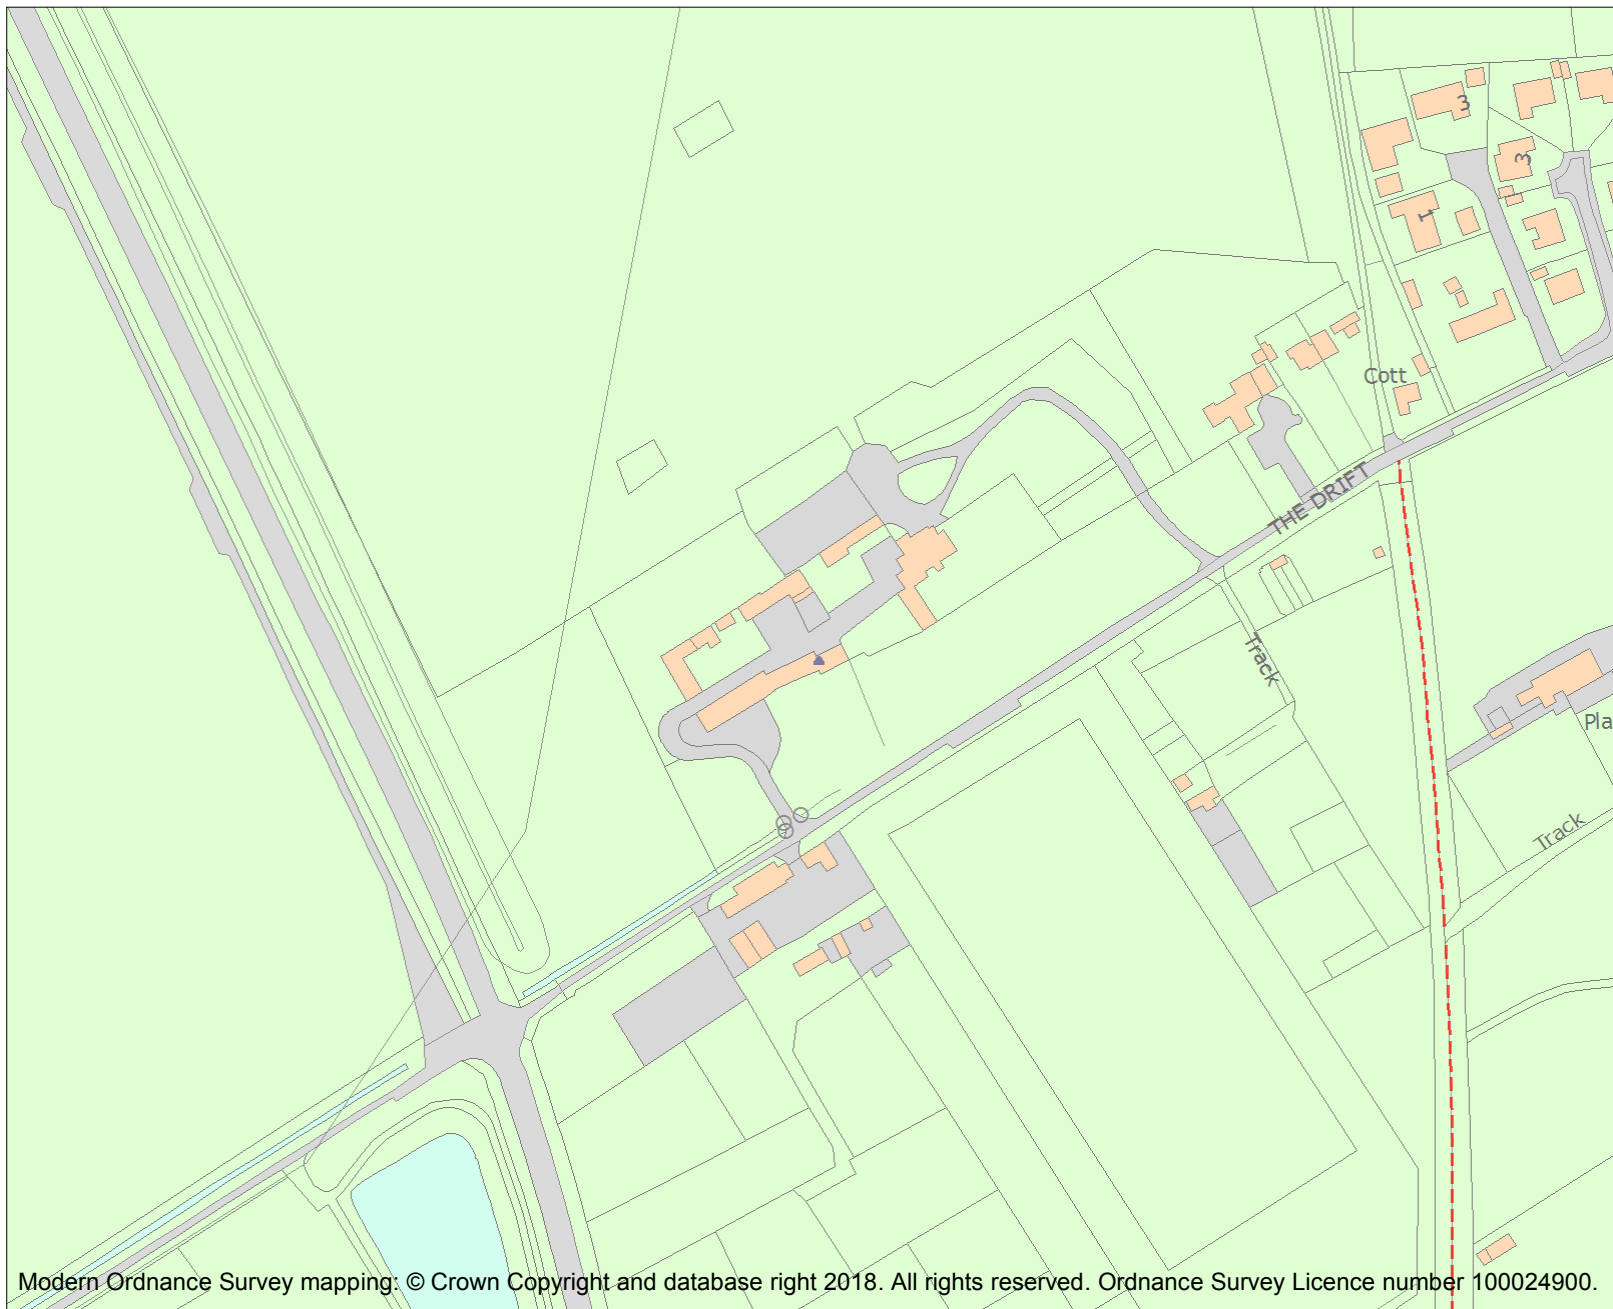 3
3
1
Cott
THE DRIFT
Track
Pla
Track
Modern Ordnance Survey mapping: © Crown Copyright and database right 2018. All rights reserved. Ordnance Survey Licence number 100024900.